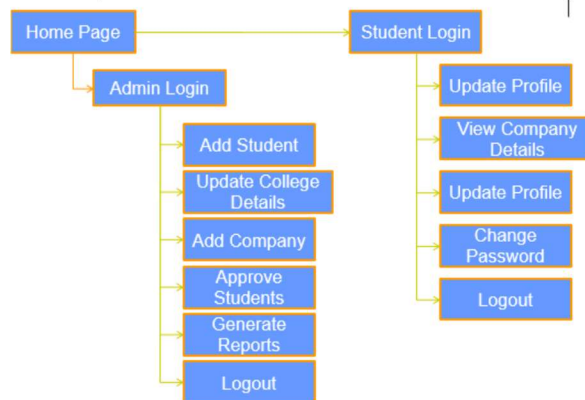 Home Page
Student Login
Admin Login
Add Student
Update College
Details
Add Company
Approve
Students
Generate
Reports
Logout
Update Profile
View Company
Details
Update Profile
Change
Password
Logout